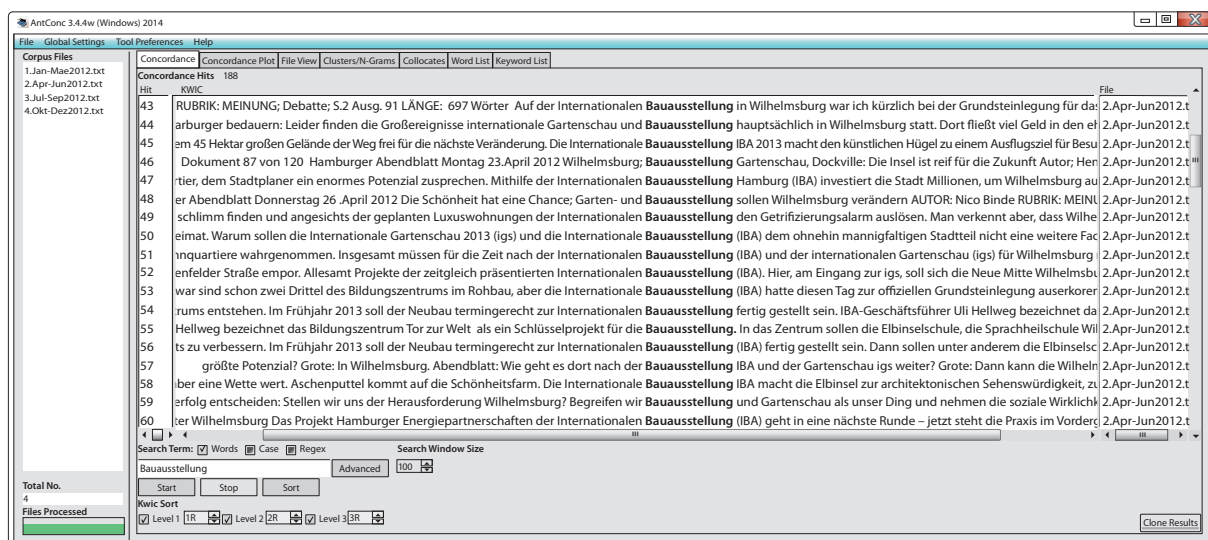 AntConc 3.4.4w (Windows) 2014
File Global Settings Tool Preferences Help
Corpus Files
1.Jan-Mae2012.txt
2.Apr-Jun2012.txt
3.Jul-Sep2012.txt
4.Okt-Dez2012.txt
Total No.
4
Files Processed
Concordance Concordance Plot File View Clusters/N-Grams Collocates Word List Keyword List
Concordance Hits 188
Hit KWIC File
43 RUBRIK: MEINUNG; Debatte; S.2 Ausg. 91 LÄNGE: 697 Wörter Auf der Internationalen Bauausstellung in Wilhelmsburg war ich kürzlich bei der Grundsteinlegung für das 2.Apr-Jun2012.t
44 arburger bedauern: Leider finden die Großereignisse internationale Gartenschau und Bauausstellung hauptsächlich in Wilhelmsburg statt. Dort fließt viel Geld in den eh 2.Apr-Jun2012.t
45 em 45 Hektar großen Gelände der Weg frei für die nächste Veränderung. Die Internationale Bauausstellung IBA 2013 macht den künstlichen Hügel zu einem Ausflugsziel für Besu 2.Apr-Jun2012.t
46 Dokument 87 von 120 Hamburger Abendblatt Montag 23.April 2012 Wilhelmsburg; Bauausstellung Gartenschau, Dockville: Die Insel ist reif für die Zukunft Autor; Hen 2.Apr-Jun2012.t
47 rtier, dem Stadtplaner ein enormes Potenzial zusprechen. Mithilfe der Internationalen Bauausstellung Hamburg (IBA) investiert die Stadt Millionen, um Wilhelmsburg au 2.Apr-Jun2012.t
48 er Abendblatt Donnerstag 26 .April 2012 Die Schönheit hat eine Chance; Garten- und Bauausstellung sollen Wilhelmsburg verändern AUTOR: Nico Binde RUBRIK: MEINU 2.Apr-Jun2012.t
49 schlimm finden und angesichts der geplanten Luxuswohnungen der Internationalen Bauausstellung den Getrifizierungsalarm auslösen. Man verkennt aber, dass Wilhe 2.Apr-Jun2012.t
50 eimat. Warum sollen die Internationale Gartenschau 2013 (igs) und die Internationale Bauausstellung (IBA) dem ohnehin mannigfaltigen Stadtteil nicht eine weitere Fac 2.Apr-Jun2012.t
51 nnquartiere wahrgenommen. Insgesamt müssen für die Zeit nach der Internationalen Bauausstellung (IBA) und der internationalen Gartenschau (igs) für Wilhelmsburg 2.Apr-Jun2012.t
52 enfelder Straße empor. Allesamt Projekte der zeitgleich präsentierten Internationalen Bauausstellung (IBA). Hier, am Eingang zur igs, soll sich die Neue Mitte Wilhelmsbu 2.Apr-Jun2012.t
53 war sind schon zwei Drittel des Bildungszentrums im Rohbau, aber die Internationale Bauausstellung (IBA) hatte diesen Tag zur offiziellen Grundsteinlegung auserkoren 2.Apr-Jun2012.t
54 rums entstehen. Im Frühjahr 2013 soll der Neubau termingerecht zur Internationalen Bauausstellung fertig gestellt sein. IBA-Geschäftsführer Uli Hellweg bezeichnet da 2.Apr-Jun2012.t
55 Hellweg bezeichnet das Bildungszentrum Tor zur Welt als ein Schlüsselprojekt für die Bauausstellung. In das Zentrum sollen die Elbinselschule, die Sprachheilschule Wil 2.Apr-Jun2012.t
56 ts zu verbessern. Im Frühjahr 2013 soll der Neubau termingerecht zur Internationalen Bauausstellung (IBA) fertig gestellt sein. Dann sollen unter anderem die Elbinselsc 2.Apr-Jun2012.t
57 größte Potenzial? Grote: In Wilhelmsburg. Abendblatt: Wie geht es dort nach der Bauausstellung IBA und der Gartenschau igs weiter? Grote: Dann kann die Wilhelm 2.Apr-Jun2012.t
58 aber eine Wette wert. Aschenputtel kommt auf die Schönheitsfarm. Die Internationale Bauausstellung IBA macht die Elbinsel zur architektonischen Sehenswürdigkeit, zu 2.Apr-Jun2012.t
59 erfolg entscheiden: Stellen wir uns der Herausforderung Wilhelmsburg? Begreifen wir Bauausstellung und Gartenschau als unser Ding und nehmen die soziale Wirklichk 2.Apr-Jun2012.t
60 ter Wilhelmsburg Das Projekt Hamburger Energiepartnerschaften der Internationalen Bauausstellung (IBA) geht in eine nächste Runde – jetzt steht die Praxis im Vorderg 2.Apr-Jun2012.t
Search Term: Words Case Regex Search Window Size
Bauausstellung Advanced 100
Start Stop Sort
Kwic Sort
Level 1 1R Level 2 2R Level 3 3R
Clone Results